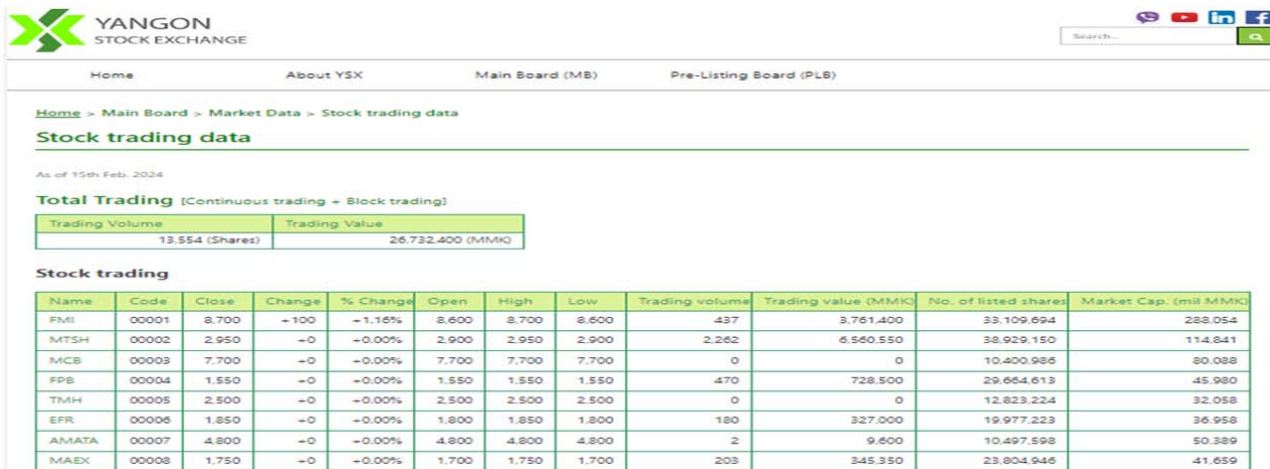 YANGON
STOCK EXCHANGE
in f
Search...
Home About YSX Main Board (MB) Pre-Listing Board (PLB)
Home > Main Board > Market Data > Stock trading data
Stock trading data
As of 15th Feb. 2024
Total Trading [Continuous trading + Block trading]
Trading Volume Trading Value
13,554 (Shares) 26,732,400 (MMK)
Stock trading
Name Code Close Change % Change Open High Low Trading volume Trading value (MMK) No. of listed shares Market Cap. (mil MMK)
FMI 00001 8,700 +100 +1.16% 8,600 8,700 8,600 437 3,761,400 33,109,694 288,054
MTSH 00002 2,950 +0 +0.00% 2,900 2,950 2,900 2,262 6,560,550 38,929,150 114,841
MCB 00003 7,700 +0 +0.00% 7,700 7,700 7,700 0 0 10,400,986 80,088
FPB 00004 1,550 +0 +0.00% 1,550 1,550 1,550 470 728,500 29,664,613 45,980
TMH 00005 2,500 +0 +0.00% 2,500 2,500 2,500 0 0 12,823,224 32,058
EFR 00006 1,850 +0 +0.00% 1,800 1,850 1,800 180 327,000 19,977,223 36,958
AMATA 00007 4,800 +0 +0.00% 4,800 4,800 4,800 2 9,600 10,497,598 50,389
MAEX 00008 1,750 +0 +0.00% 1,700 1,750 1,700 203 345,350 23,804,946 41,659